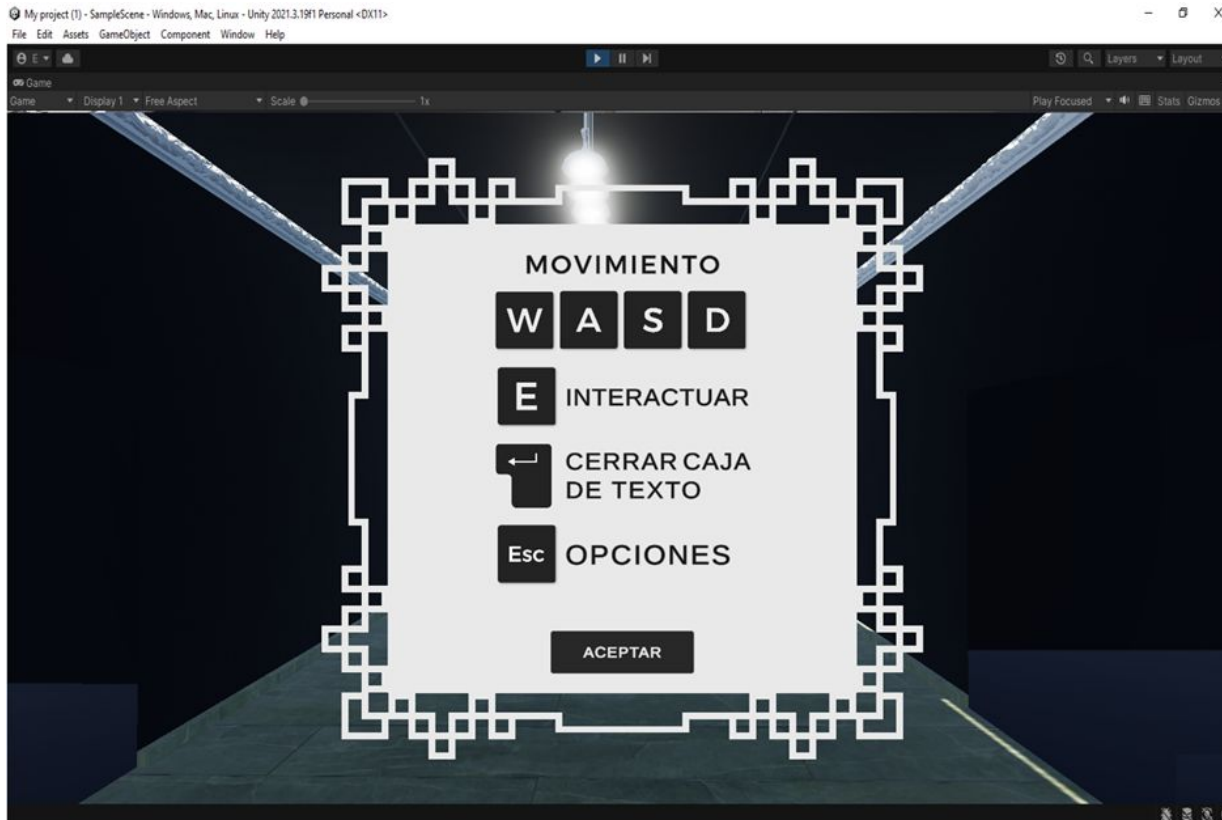 My project (1) - SampleScene - Windows, Mac, Linux - Unity 2021.3.19f1 Personal <DX11>
File Edit Assets GameObject Component Window Help
E Layers Layout
Game
Game Display 1 Free Aspect Scale 1x Play Focused Stats Gizmos
MOVIMIENTO
W A S D
E INTERACTUAR
CERRAR CAJA
DE TEXTO
Esc OPCIONES
ACEPTAR